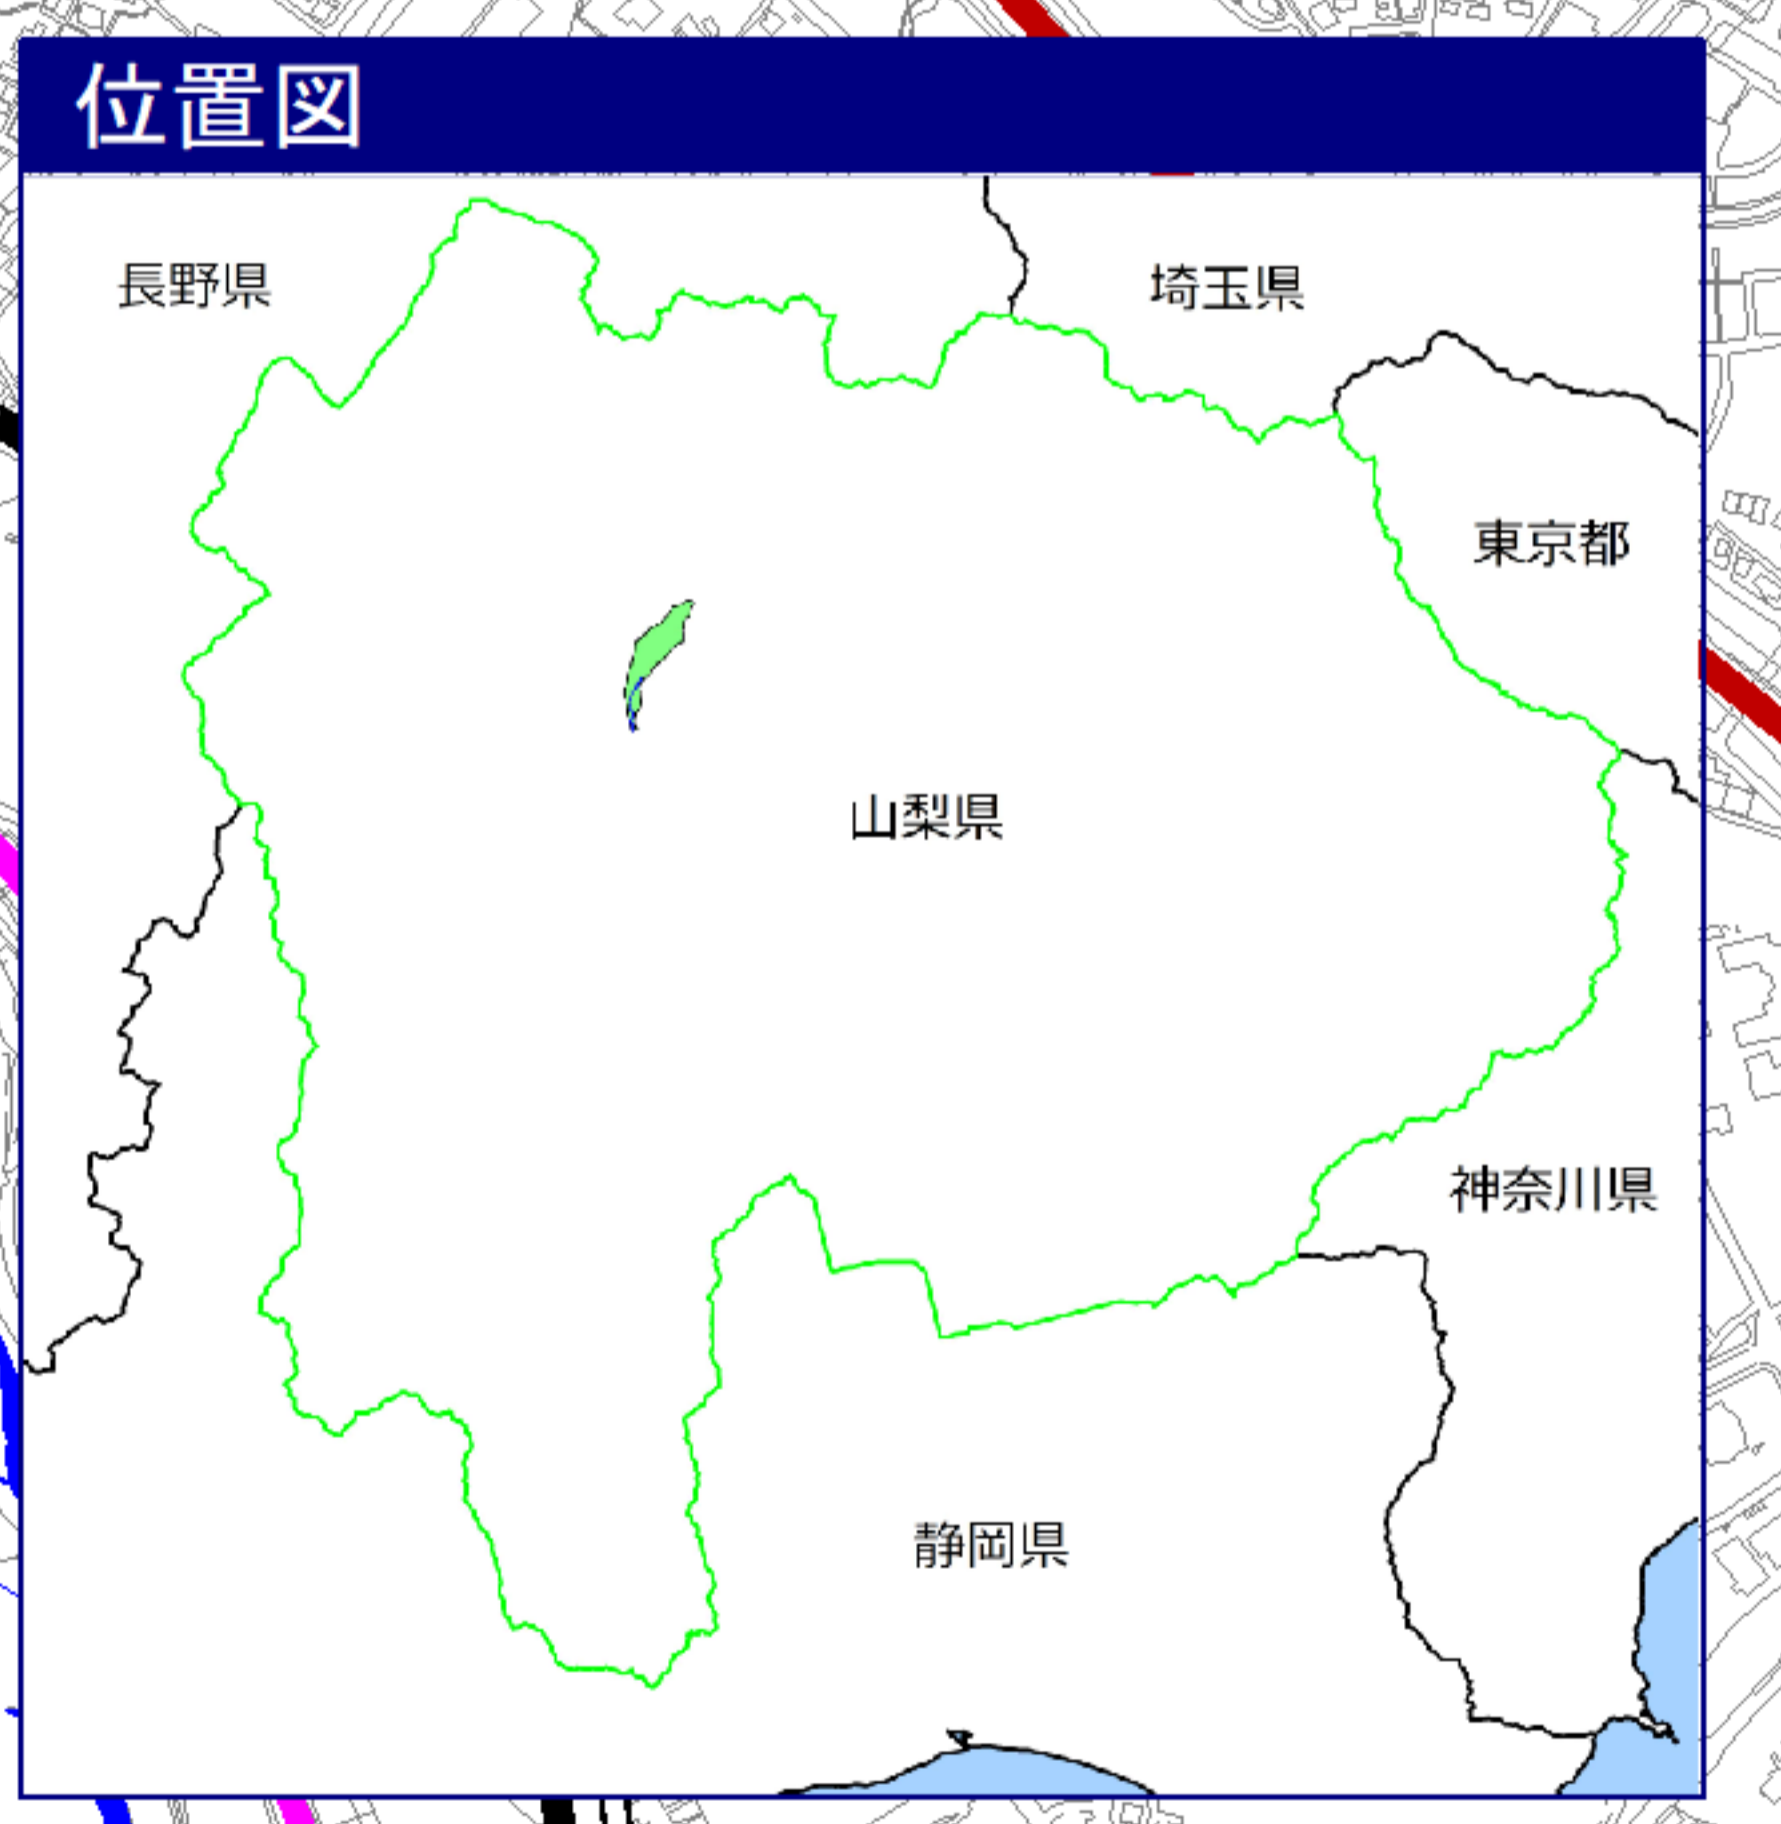 位置図
長野県
埼玉県
東京都
山梨県
神奈川県
静岡県